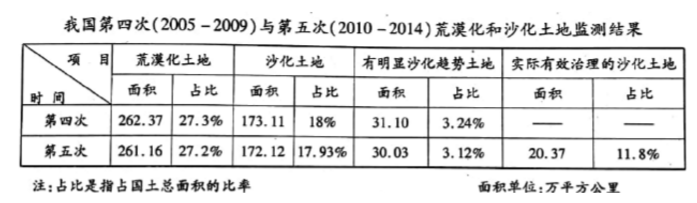 我国第四次(2005-2009)与第五次(2010-2014)荒漠化和沙化土地监测结果
项目 荒漠化土地 沙化土地 有明显沙化趋势土地 实际有效治理的沙化土地
时间 面积 占比 面积 占比 面积 占比 面积 占比
第四次 262.37 27.3% 173.11 18% 31.10 3.24% —— ——
第五次 261.16 27.2% 172.12 17.93% 30.03 3.12% 20.37 11.8%
注:占比是指占国土总面积的比率 面积单位:万平方公里